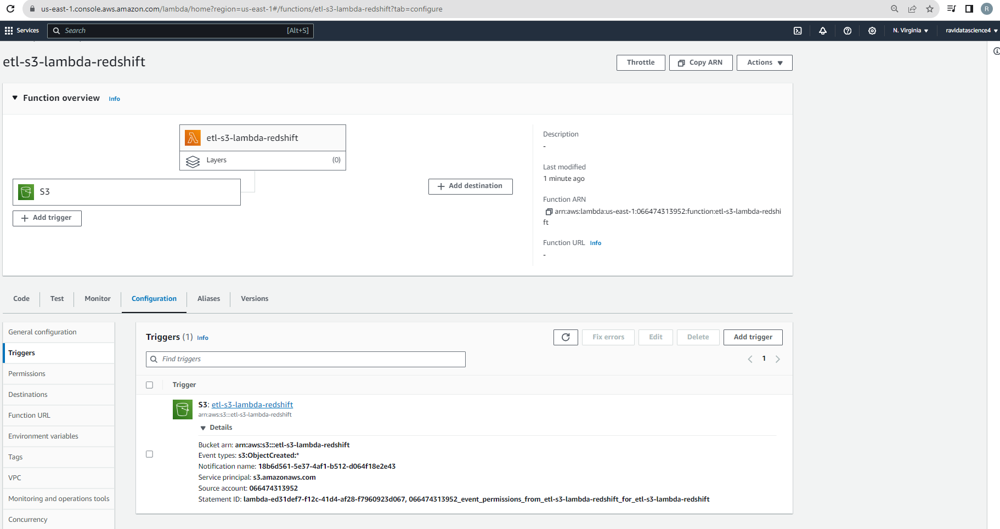 us-east-1.console.aws.amazon.com/lambda/home?region=us-east-1#/functions/etl-s3-lambda-redshift?tab=configure
R
Services
Search
[Alt+S]
N. Virginia
ravidatascience4
etl-s3-lambda-redshift
Throttle
Copy ARN
Actions
Function overview Info
etl-s3-lambda-redshift
Layers (0)
S3
Add trigger
Add destination
Description
-
Last modified
1 minute ago
Function ARN
arn:aws:lambda:us-east-1:066474313952:function:etl-s3-lambda-redshi
ft
Function URL Info
-
Code
Test
Monitor
Configuration
Aliases
Versions
General configuration
Triggers
Permissions
Destinations
Function URL
Environment variables
Tags
VPC
Monitoring and operations tools
Concurrency
Triggers (1) Info
Fix errors
Edit
Delete
Add trigger
Find triggers
1
Trigger
S3: etl-s3-lambda-redshift
arn:aws:s3:::etl-s3-lambda-redshift
Details
Bucket arn: arn:aws:s3:::etl-s3-lambda-redshift
Event types: s3:ObjectCreated:*
Notification name: 18b6d561-5e37-4af1-b512-d064f18e2e43
Service principal: s3.amazonaws.com
Source account: 066474313952
Statement ID: lambda-ed31def7-f12c-41d4-af28-f7960923d067, 066474313952_event_permissions_from_etl-s3-lambda-redshift_for_etl-s3-lambda-redshift